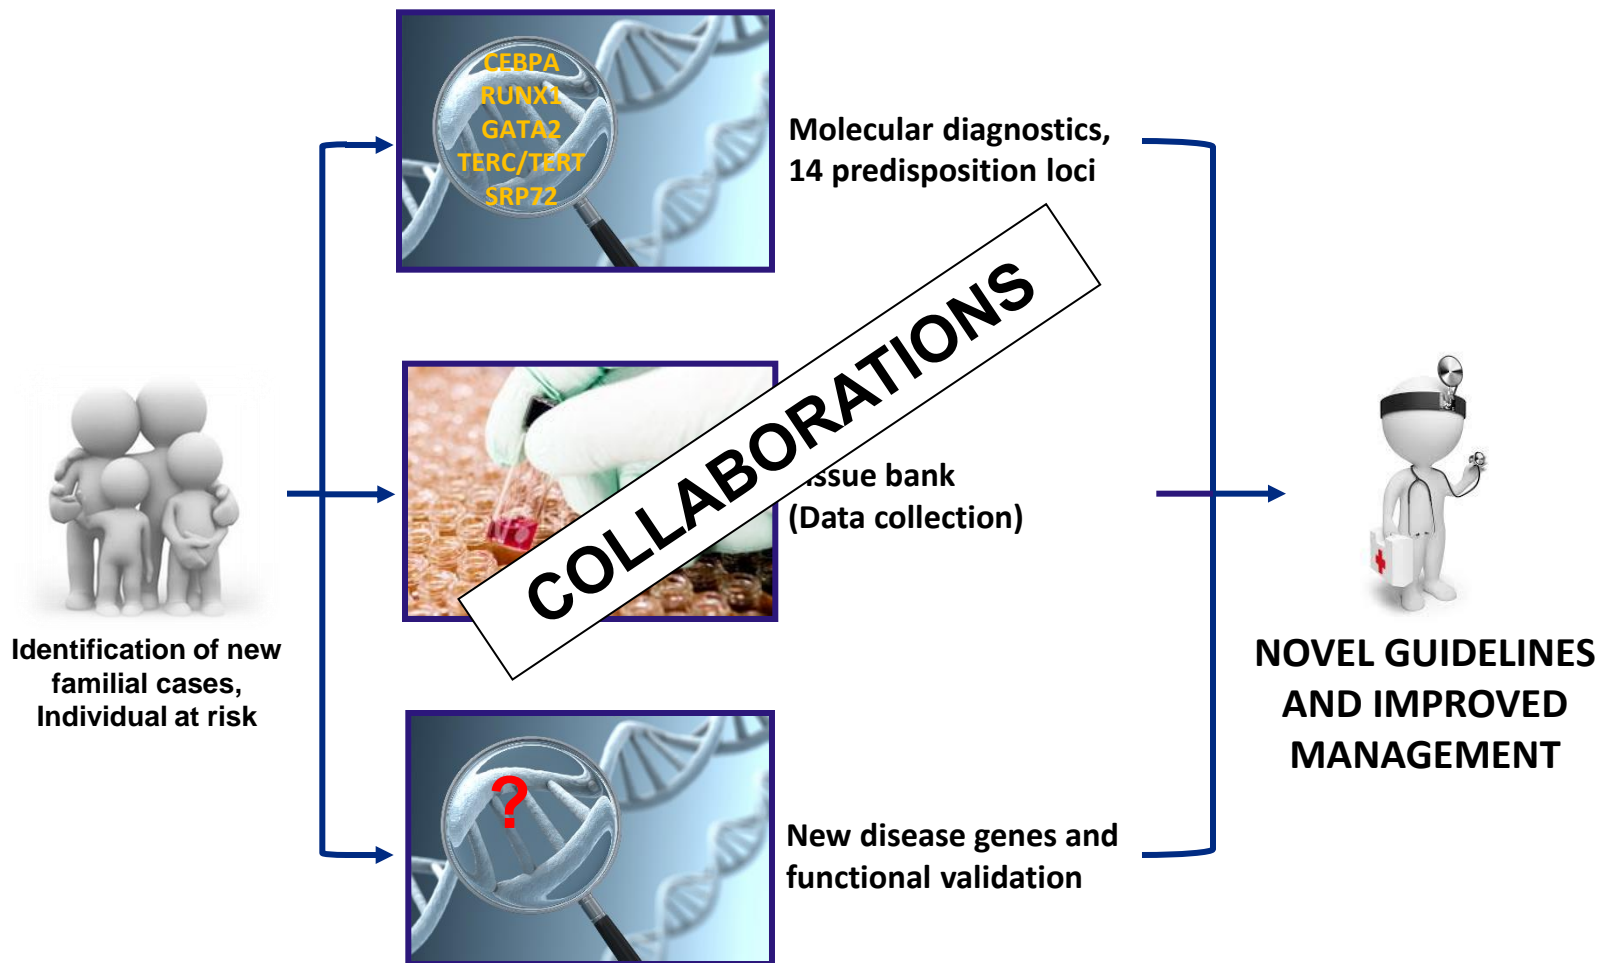 CEBPA
RUNX1
GATA2
TERC/TERT
SRP72
Molecular diagnostics,
14 predisposition loci
COLLABORATIONS
issue bank
(Data collection)
Identification of new
familial cases,
Individual at risk
NOVEL GUIDELINES
AND IMPROVED
MANAGEMENT
?
New disease genes and
functional validation